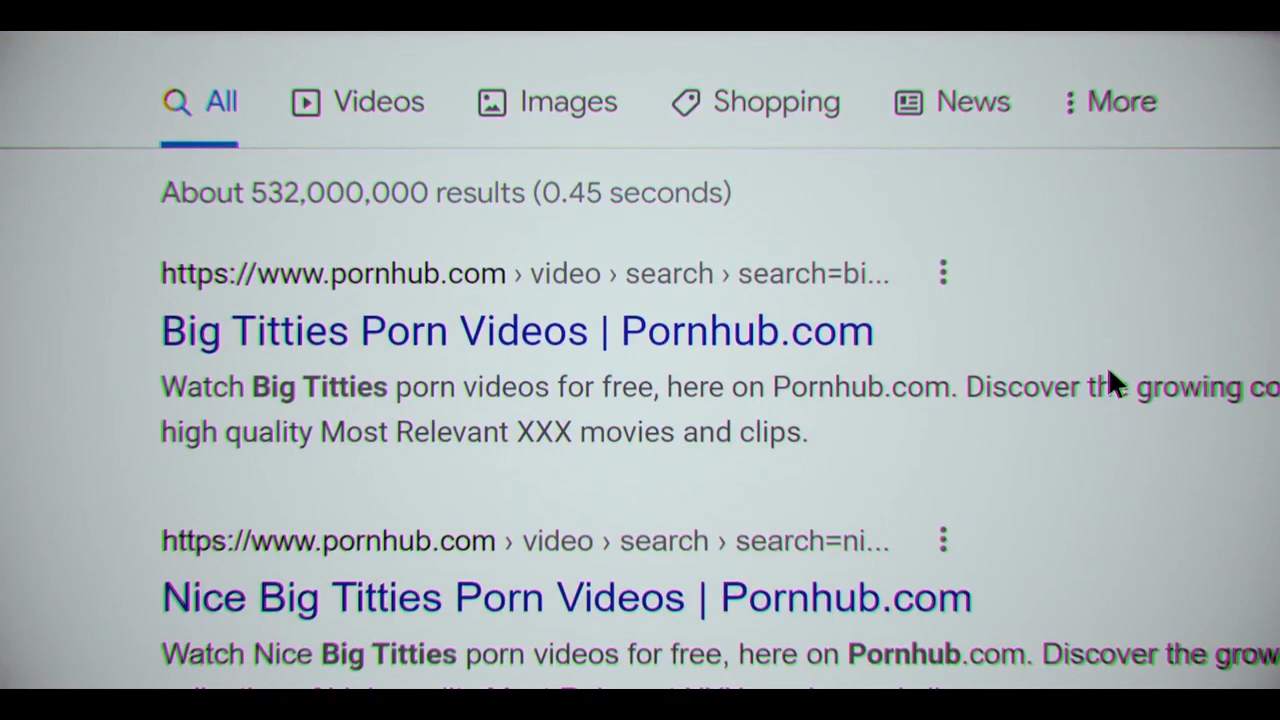 All Videos Images Shopping News More
About 532,000,000 results (0.45 seconds)
https://www.pornhub.com › video › search › search=bi...
Big Titties Porn Videos | Pornhub.com
Watch Big Titties porn videos for free, here on Pornhub.com. Discover the growing co
high quality Most Relevant XXX movies and clips.
https://www.pornhub.com › video › search › search=ni...
Nice Big Titties Porn Videos | Pornhub.com
Watch Nice Big Titties porn videos for free, here on Pornhub.com. Discover the grow